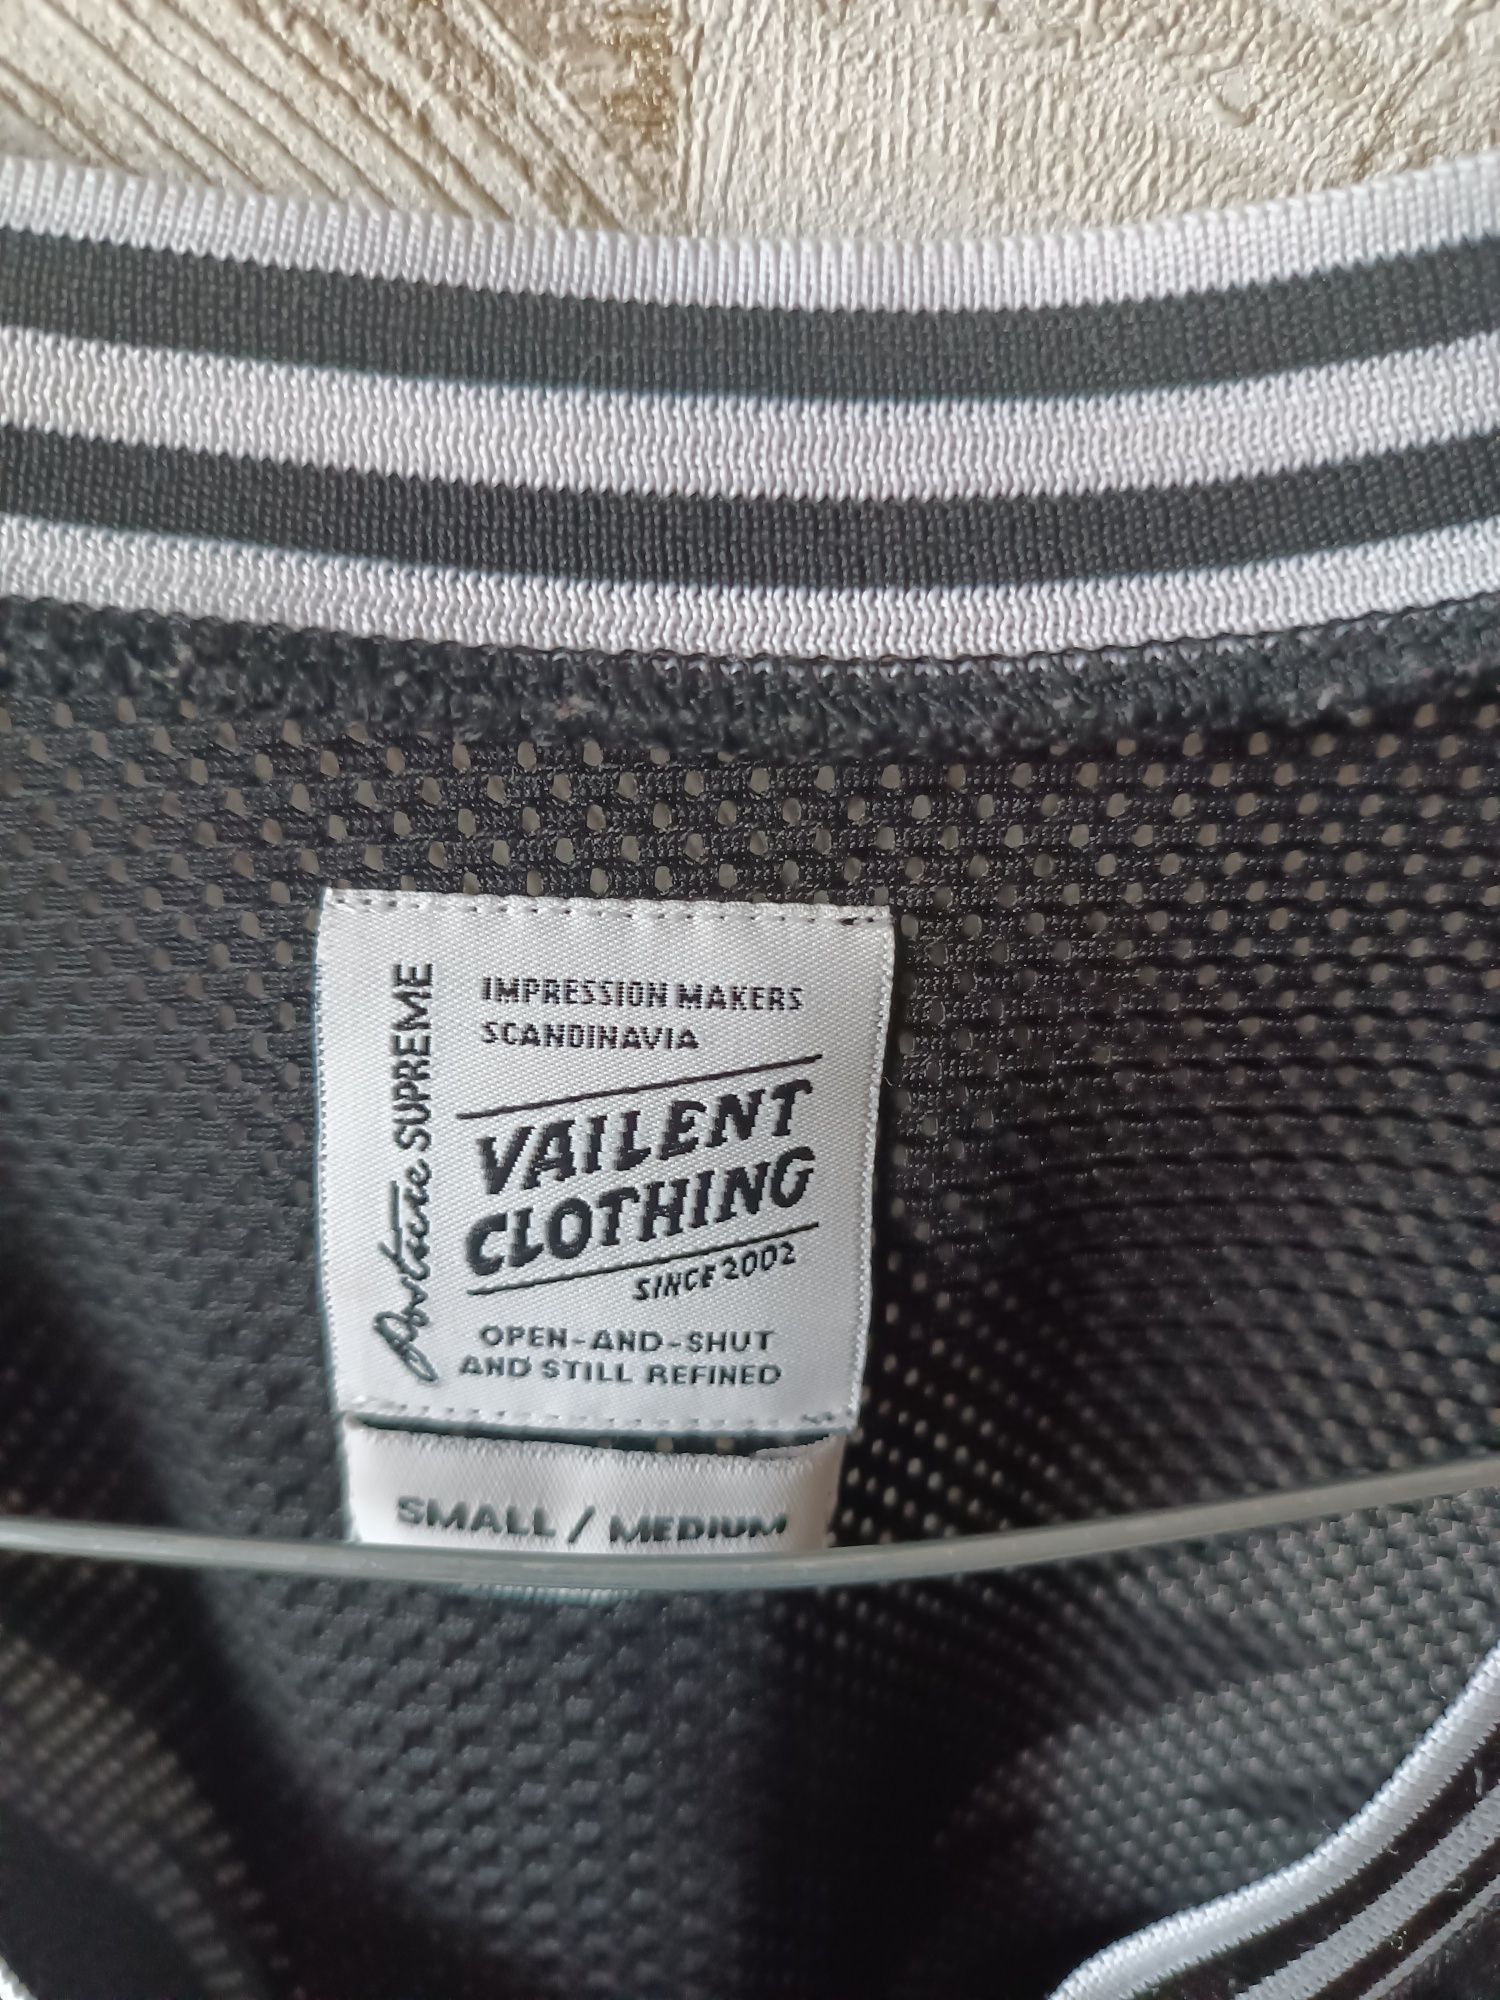 IMPRESSION MAKERS
SCANDINAVIA
VAILENT
CLOTHING
SINCE 2002
OPEN-AND-SHUT
AND STILL REFINED
SUPREME
SMALL / MEDIUM